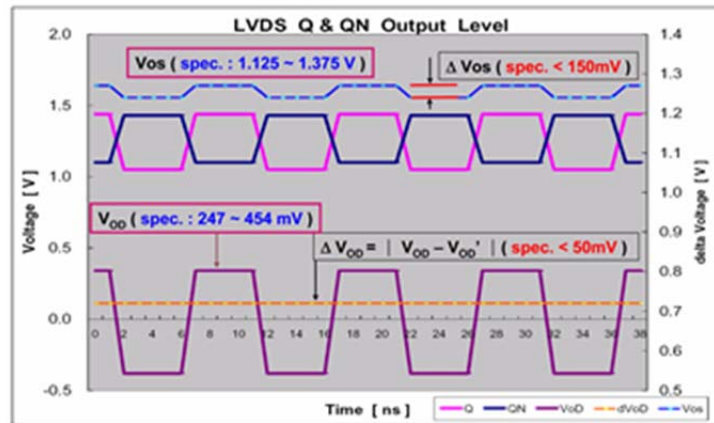 LVDS Q & QN Output Level
2.0
1.5
1.0
0.5
0.0
-0.5
Voltage [ V ]
1.4
1.3
1.2
1.1
1.0
0.9
0.8
0.7
0.6
0.5
delta Voltage [ V ]
Vos ( spec. : 1.125 ~ 1.375 V )
Δ Vos ( spec. < 150mV )
VOD ( spec. : 247 ~ 454 mV )
Δ VOD = | VOD – VOD' | ( spec. < 50mV )
0 2 4 6 8 10 12 14 16 18 20 22 24 26 28 30 32 34 36 38
Time [ ns ]
Q QN VoD dVoD Vos